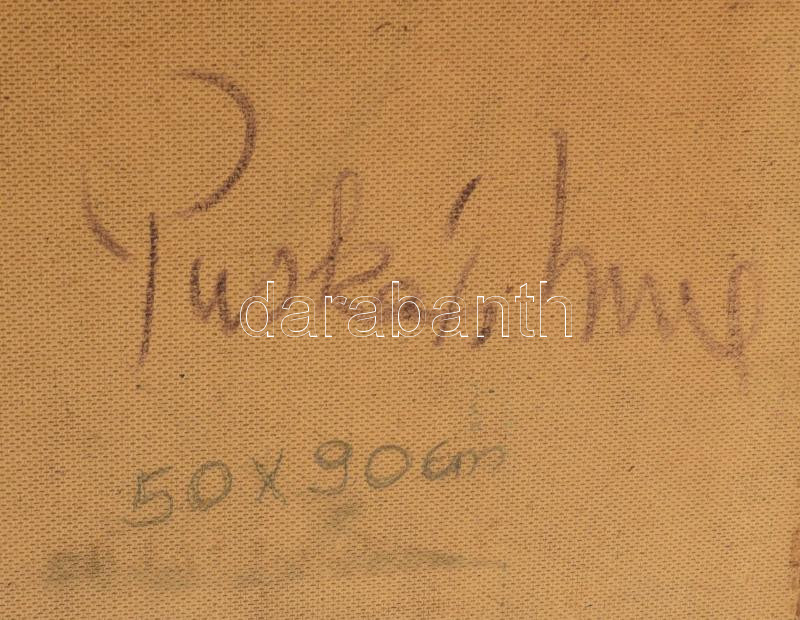 Puskás Imre
darabanth
50x90cm